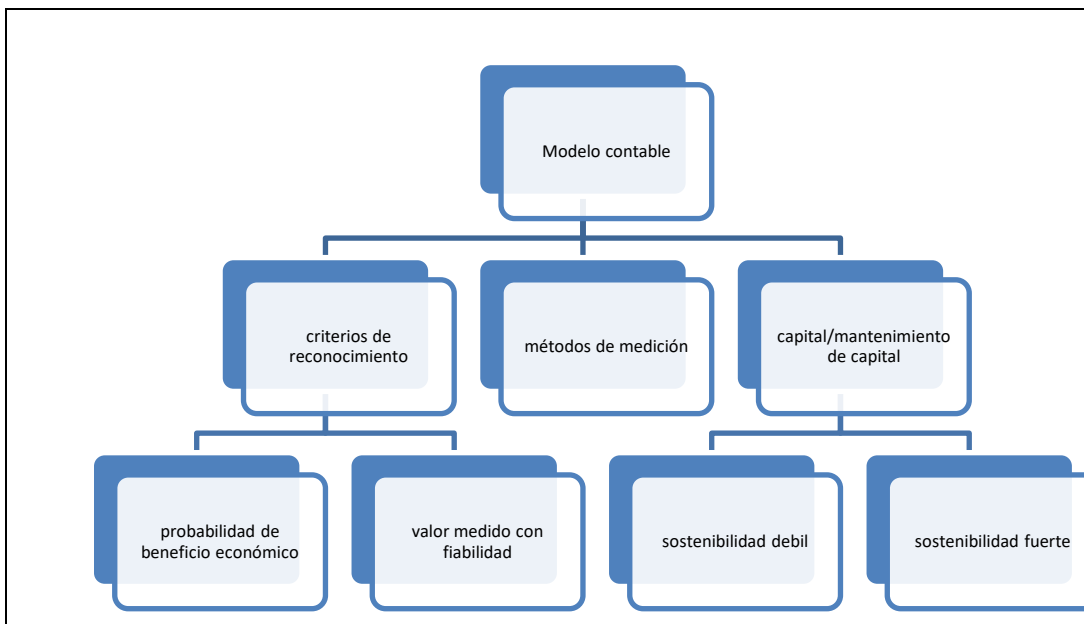 Modelo contable
criterios de
reconocimiento
métodos de medición
capital/mantenimiento
de capital
probabilidad de
beneficio económico
valor medido con
fiabilidad
sostenibilidad debil
sostenibilidad fuerte